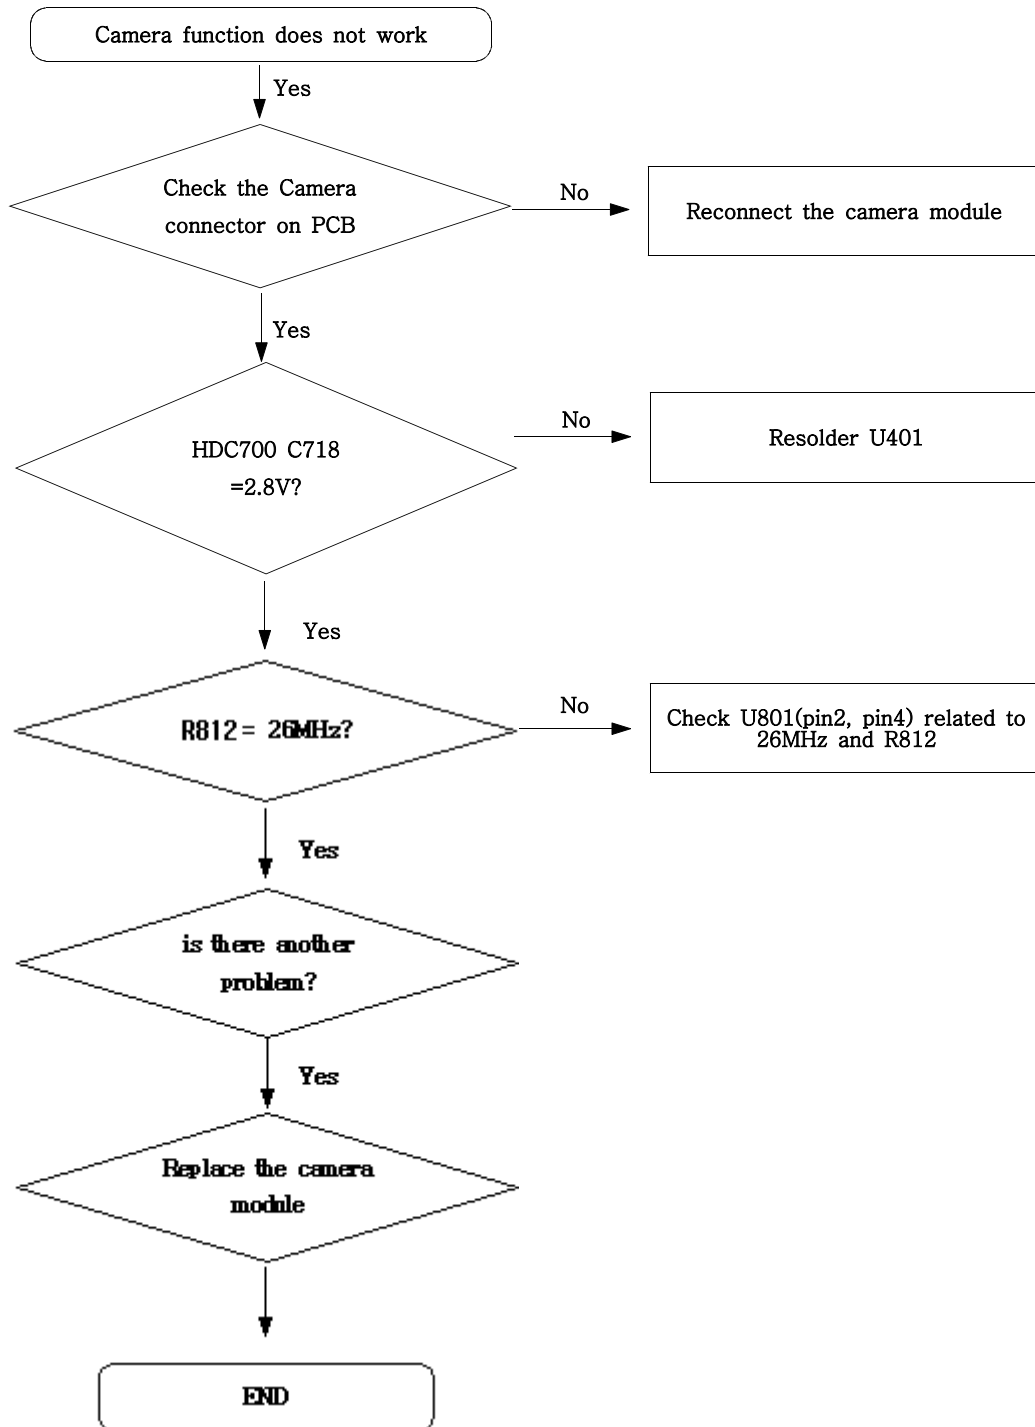 Camera function does not work
Yes
Check the Camera
connector on PCB
No
Reconnect the camera module
Yes
HDC700 C718
=2.8V?
No
Resolder U401
Yes
R812 = 26MHz?
No
Check U801(pin2, pin4) related to
26MHz and R812
Yes
is there another
problem?
Yes
Replace the camera
module
END